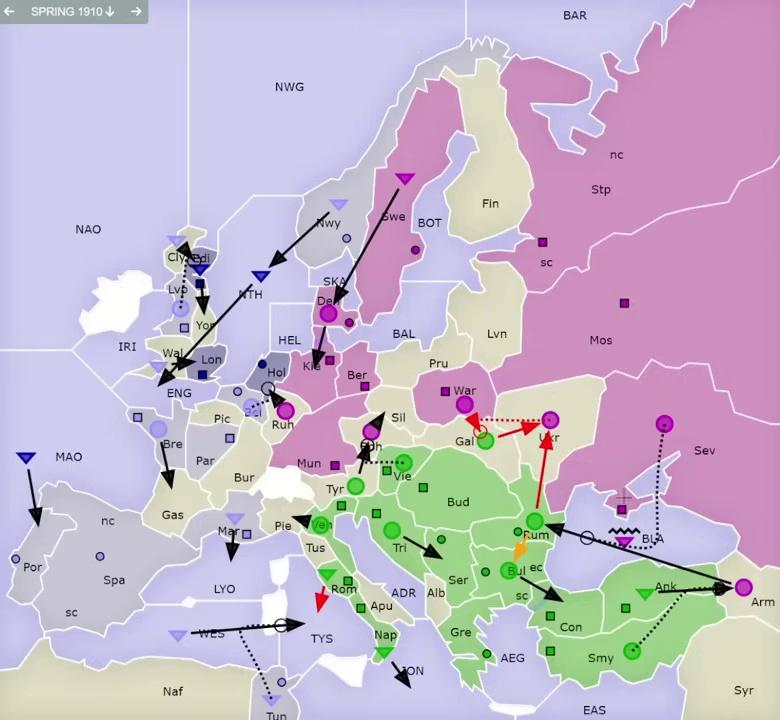 ← SPRING 1910↓ →
BAR
NWG
nc
Stp
Fin
NAO
Nwy
Swe
BOT
Cly
Edi
sc
Lvp
NTH
SKA
Den
Mos
Yor
IRI
Lvn
HEL
BAL
Wal
Lon
Kie
Pru
Hol
Ber
ENG
War
Bel
Pic
Ruh
Sil
Bre
Gal
Ukr
Sev
MAO
Par
Mun
Boh
Bur
Tyr
Vie
Bud
Gas
nc
Mar
Pie
Ven
Rum
BLA
Tus
Tri
Por
Spa
Bul
ec
Ser
Ank
LYO
Rom
ADR
Alb
sc
Arm
sc
Apu
Con
WES
TYS
Nap
Gre
AEG
Smy
ION
Naf
Syr
Tun
EAS